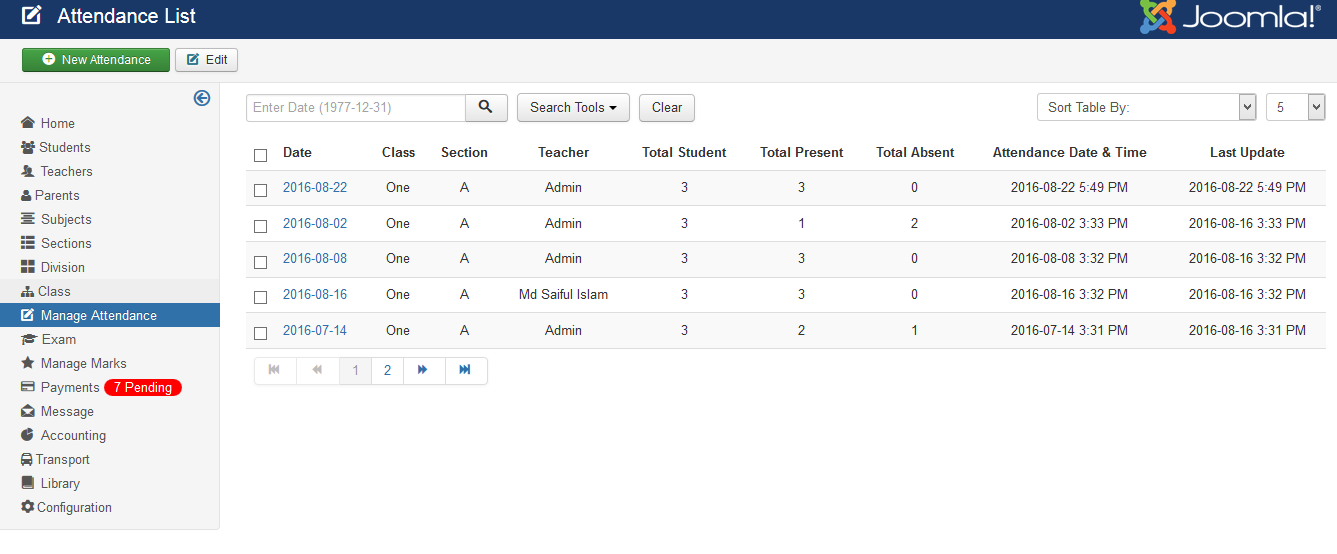 Attendance List
Joomla!®
New Attendance
Edit
Home
Students
Teachers
Parents
Subjects
Sections
Division
Class
Manage Attendance
Exam
Manage Marks
Payments 7 Pending
Message
Accounting
Transport
Library
Configuration
Enter Date (1977-12-31) Search Tools Clear Sort Table By: 5
Date Class Section Teacher Total Student Total Present Total Absent Attendance Date & Time Last Update
2016-08-22 One A Admin 3 3 0 2016-08-22 5:49 PM 2016-08-22 5:49 PM
2016-08-02 One A Admin 3 1 2 2016-08-02 3:33 PM 2016-08-16 3:33 PM
2016-08-08 One A Admin 3 3 0 2016-08-08 3:32 PM 2016-08-16 3:32 PM
2016-08-16 One A Md Saiful Islam 3 3 0 2016-08-16 3:32 PM 2016-08-16 3:32 PM
2016-07-14 One A Admin 3 2 1 2016-07-14 3:31 PM 2016-08-16 3:31 PM
1 2